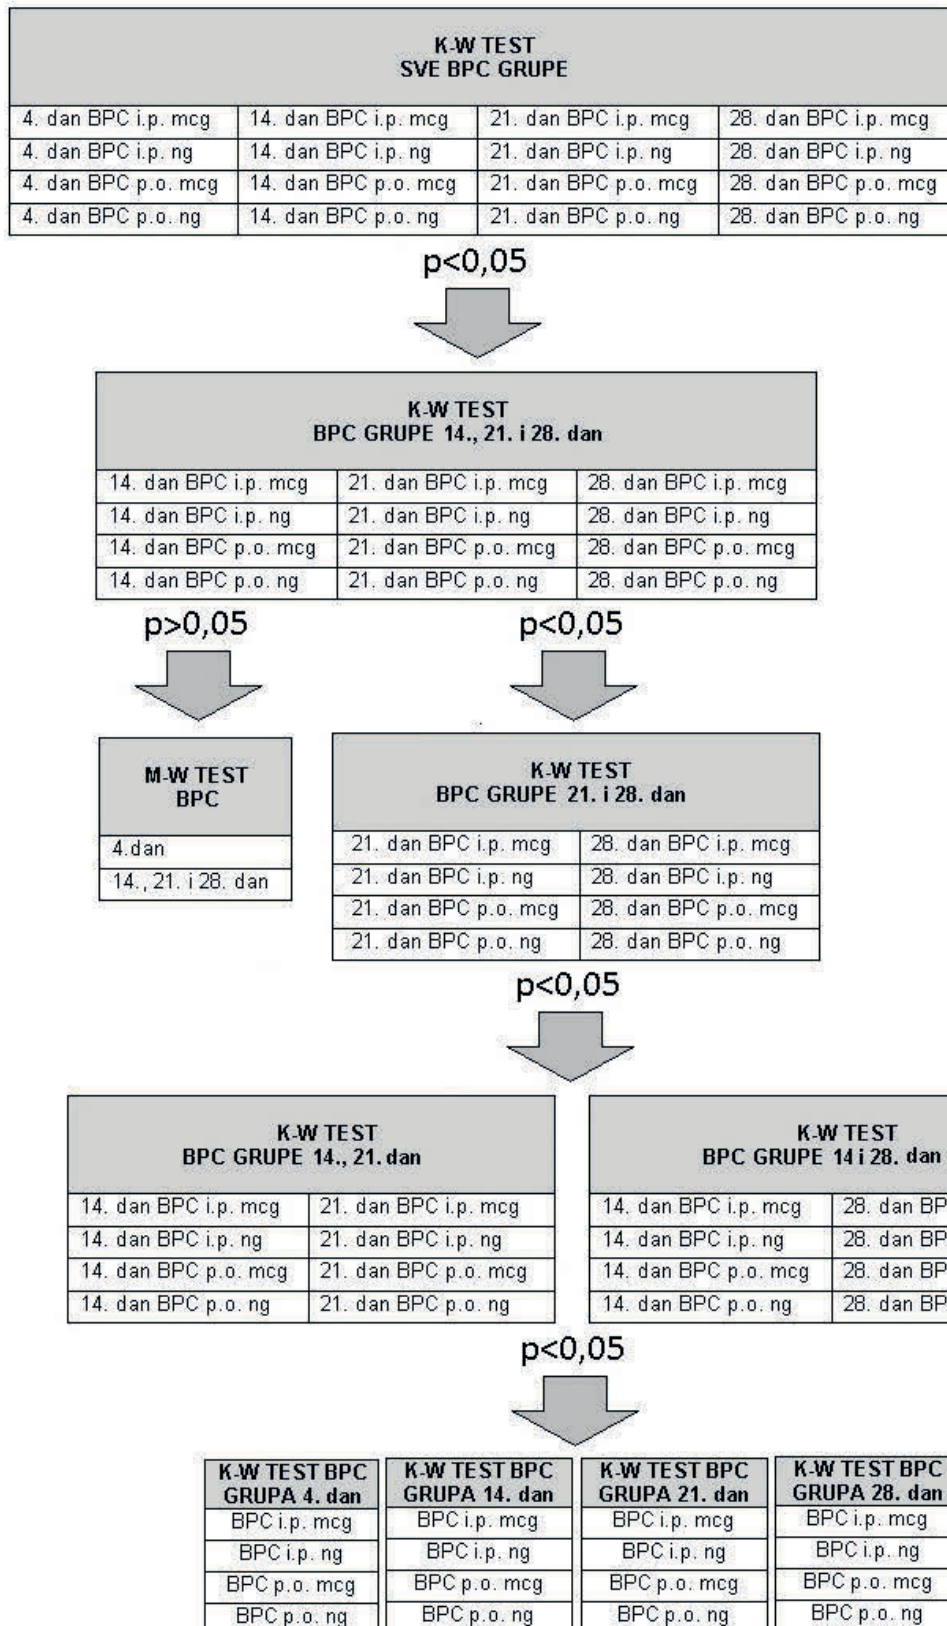 K-W TEST
SVE BPC GRUPE
4. dan BPC i.p. mcg 14. dan BPC i.p. mcg 21. dan BPC i.p. mcg 28. dan BPC i.p. mcg
4. dan BPC i.p. ng 14. dan BPC i.p. ng 21. dan BPC i.p. ng 28. dan BPC i.p. ng
4. dan BPC p.o. mcg 14. dan BPC p.o. mcg 21. dan BPC p.o. mcg 28. dan BPC p.o. mcg
4. dan BPC p.o. ng 14. dan BPC p.o. ng 21. dan BPC p.o. ng 28. dan BPC p.o. ng
p<0,05
K-W TEST
BPC GRUPE 14., 21. i 28. dan
14. dan BPC i.p. mcg 21. dan BPC i.p. mcg 28. dan BPC i.p. mcg
14. dan BPC i.p. ng 21. dan BPC i.p. ng 28. dan BPC i.p. ng
14. dan BPC p.o. mcg 21. dan BPC p.o. mcg 28. dan BPC p.o. mcg
14. dan BPC p.o. ng 21. dan BPC p.o. ng 28. dan BPC p.o. ng
p>0,05 p<0,05
M-W TEST
BPC
4.dan
14., 21. i 28. dan
K-W TEST
BPC GRUPE 21. i 28. dan
21. dan BPC i.p. mcg 28. dan BPC i.p. mcg
21. dan BPC i.p. ng 28. dan BPC i.p. ng
21. dan BPC p.o. mcg 28. dan BPC p.o. mcg
21. dan BPC p.o. ng 28. dan BPC p.o. ng
p<0,05
K-W TEST
BPC GRUPE 14., 21. dan
14. dan BPC i.p. mcg 21. dan BPC i.p. mcg
14. dan BPC i.p. ng 21. dan BPC i.p. ng
14. dan BPC p.o. mcg 21. dan BPC p.o. mcg
14. dan BPC p.o. ng 21. dan BPC p.o. ng
K-W TEST
BPC GRUPE 14 i 28. dan
14. dan BPC i.p. mcg 28. dan BP
14. dan BPC i.p. ng 28. dan BP
14. dan BPC p.o. mcg 28. dan BP
14. dan BPC p.o. ng 28. dan BP
p<0,05
K-W TEST BPC
GRUPA 4. dan
BPC i.p. mcg
BPC i.p. ng
BPC p.o. mcg
BPC p.o. ng
K-W TEST BPC
GRUPA 14. dan
BPC i.p. mcg
BPC i.p. ng
BPC p.o. mcg
BPC p.o. ng
K-W TEST BPC
GRUPA 21. dan
BPC i.p. mcg
BPC i.p. ng
BPC p.o. mcg
BPC p.o. ng
K-W TEST BPC
GRUPA 28. dan
BPC i.p. mcg
BPC i.p. ng
BPC p.o. mcg
BPC p.o. ng